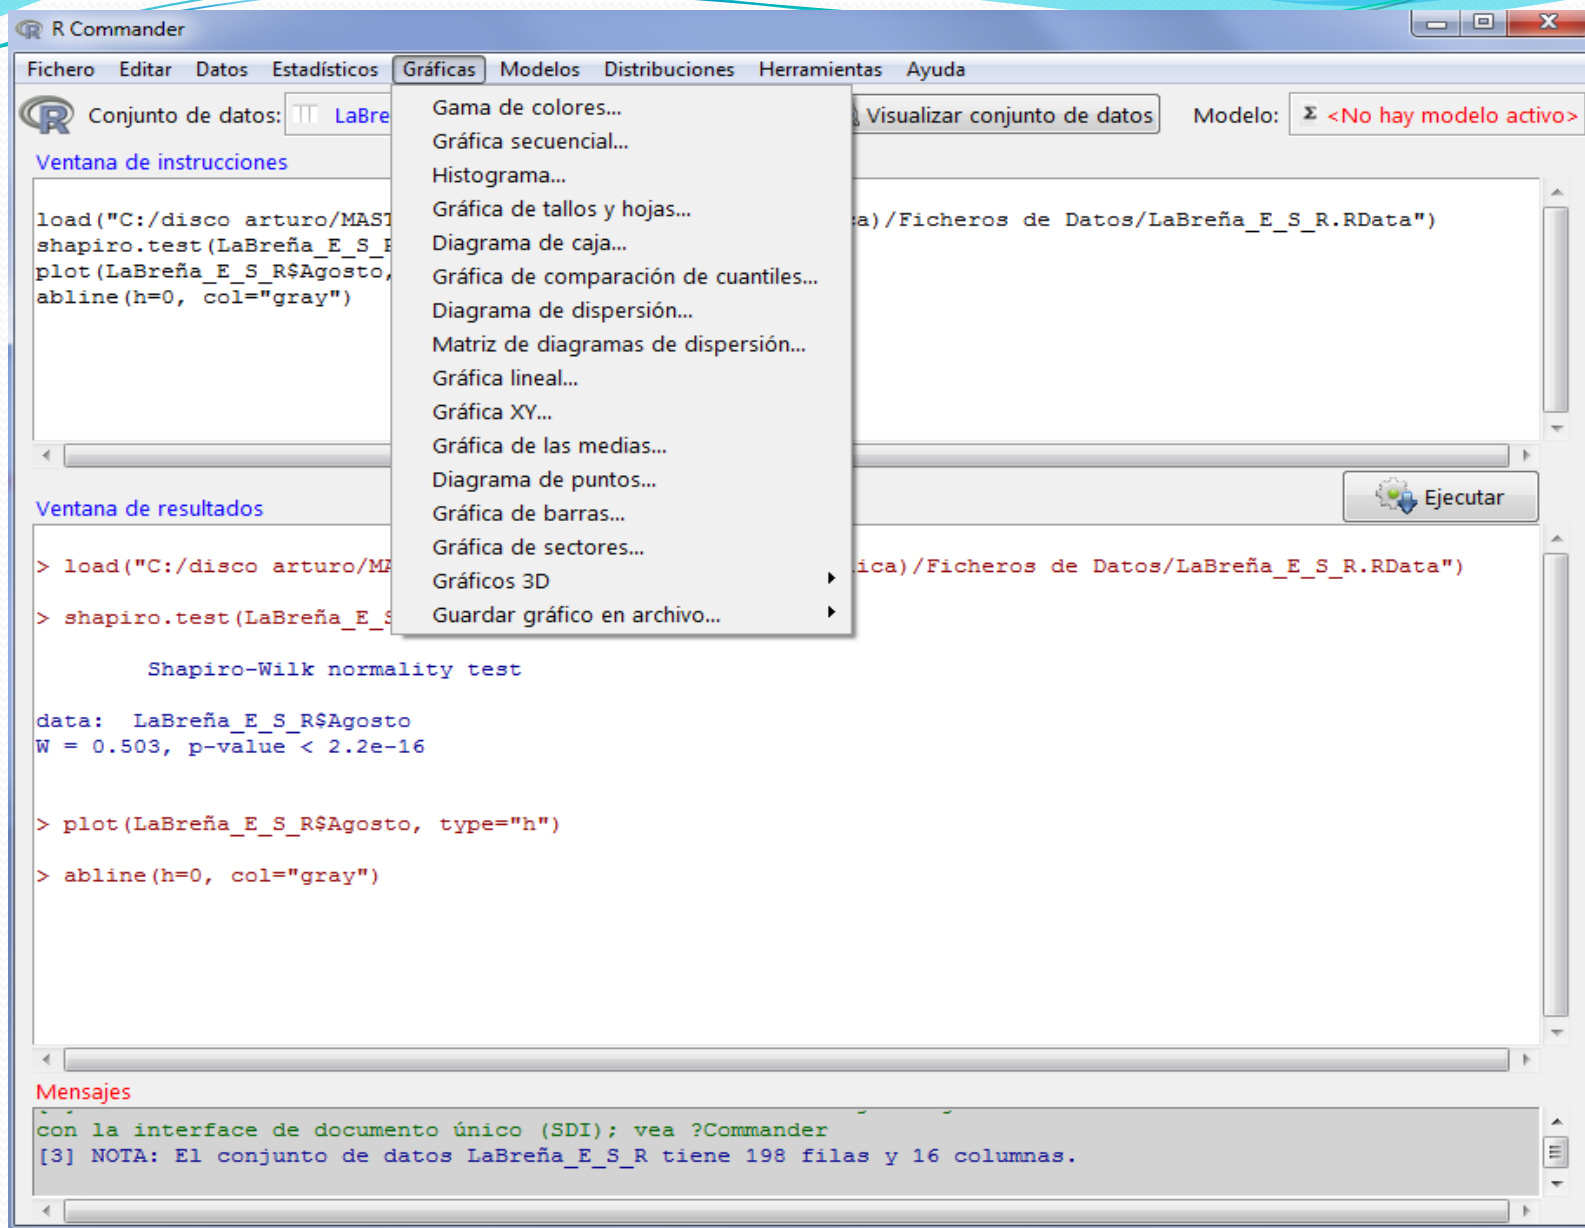 R Commander
Fichero Editar Datos Estadísticos Gráficas Modelos Distribuciones Herramientas Ayuda
Conjunto de datos: LaBre Visualizar conjunto de datos Modelo: Σ <No hay modelo activo>
Gama de colores...
Gráfica secuencial...
Histograma...
Gráfica de tallos y hojas...
Diagrama de caja...
Gráfica de comparación de cuantiles...
Diagrama de dispersión...
Matriz de diagramas de dispersión...
Gráfica lineal...
Gráfica XY...
Gráfica de las medias...
Diagrama de puntos...
Gráfica de barras...
Gráfica de sectores...
Gráficos 3D
Guardar gráfico en archivo...
Ventana de instrucciones
load("C:/disco arturo/MAST a)/Ficheros de Datos/LaBreña_E_S_R.RData")
shapiro.test(LaBreña_E_S_R
plot(LaBreña_E_S_R$Agosto,
abline(h=0, col="gray")
Ejecutar
Ventana de resultados
> load("C:/disco arturo/MA ica)/Ficheros de Datos/LaBreña_E_S_R.RData")
> shapiro.test(LaBreña_E_S
Shapiro-Wilk normality test
data: LaBreña_E_S_R$Agosto
W = 0.503, p-value < 2.2e-16
> plot(LaBreña_E_S_R$Agosto, type="h")
> abline(h=0, col="gray")
Mensajes
con la interface de documento único (SDI); vea ?Commander
[3] NOTA: El conjunto de datos LaBreña_E_S_R tiene 198 filas y 16 columnas.